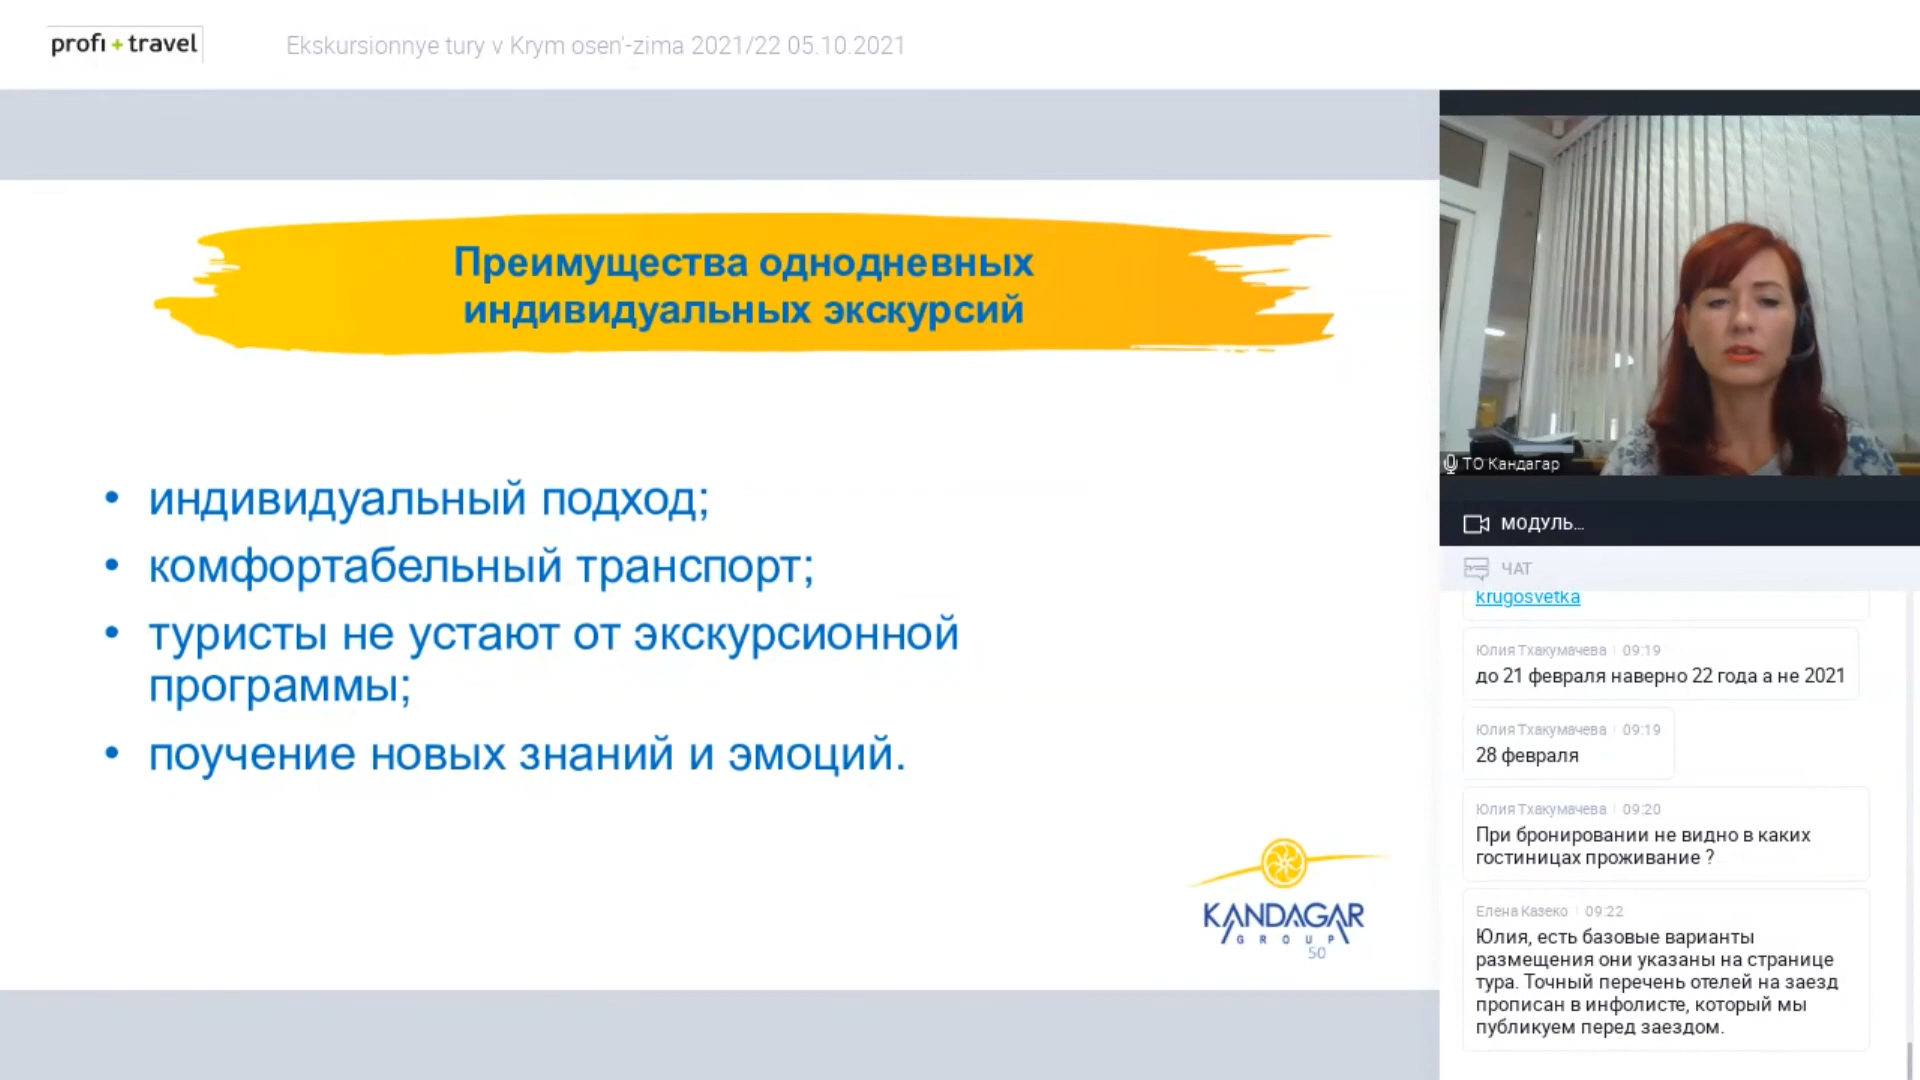 profi + travel
Ekskursionnye tury v Krym osen'-zima 2021/22 05.10.2021
Преимущества однодневных
индивидуальных экскурсий
• индивидуальный подход;
• комфортабельный транспорт;
• туристы не устают от экскурсионной
программы;
• поучение новых знаний и эмоций.
KANDAGAR
GROUP
50
ТО Кандагар
МОДУЛЬ...
ЧАТ
krugosvetka
Юлия Тхакумачева 09:19
до 21 февраля наверно 22 года а не 2021
Юлия Тхакумачева 09:19
28 февраля
Юлия Тхакумачева 09:20
При бронировании не видно в каких
гостиницах проживание ?
Елена Казеко 09:22
Юлия, есть базовые варианты
размещения они указаны на странице
тура. Точный перечень отелей на заезд
прописан в инфолисте, который мы
публикуем перед заездом.